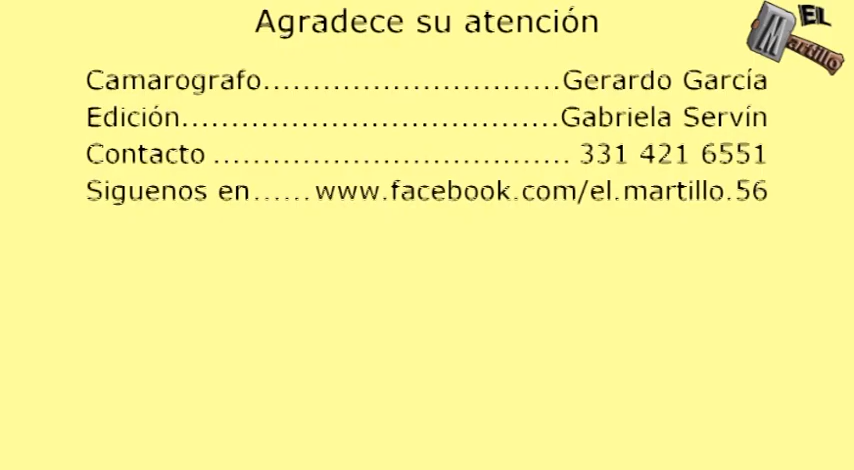 Agradece su atención
EL
Martillo
Camarografo..............................Gerardo García
Edición......................................Gabriela Servín
Contacto .................................... 331 421 6551
Siguenos en......www.facebook.com/el.martillo.56